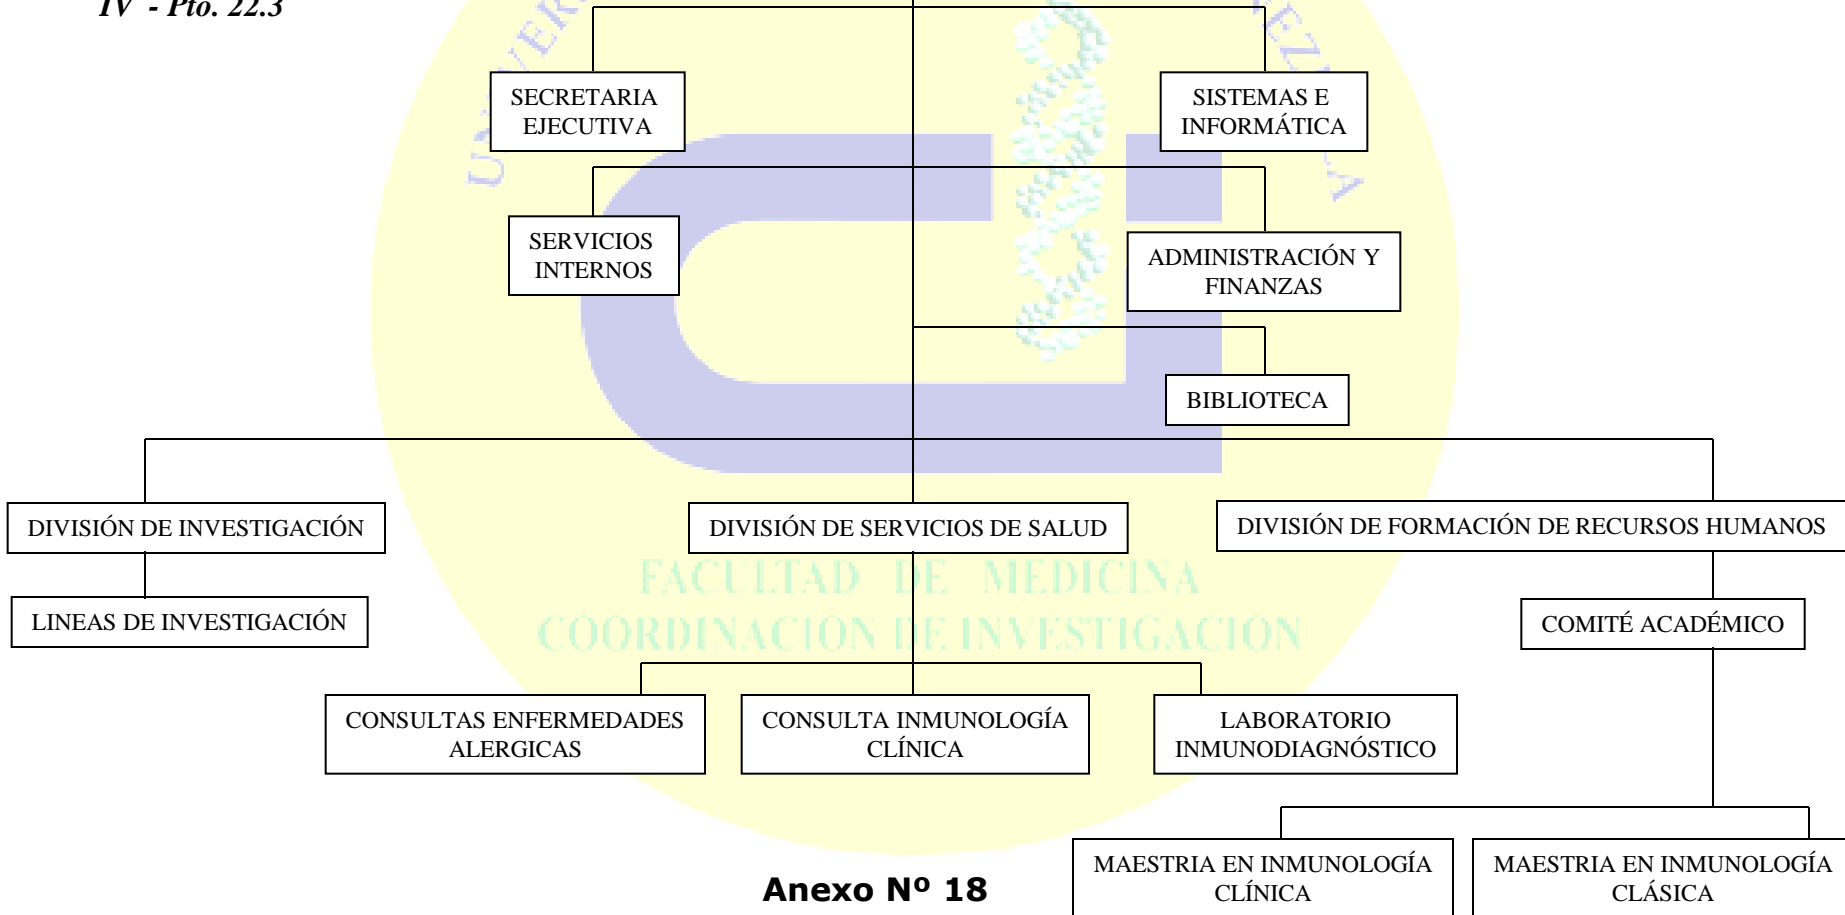 IV - Pto. 22.3
SECRETARIA
EJECUTIVA
SISTEMAS E
INFORMÁTICA
SERVICIOS
INTERNOS
ADMINISTRACIÓN Y
FINANZAS
BIBLIOTECA
DIVISIÓN DE INVESTIGACIÓN
DIVISIÓN DE SERVICIOS DE SALUD
DIVISIÓN DE FORMACIÓN DE RECURSOS HUMANOS
FACULTAD DE MEDICINA
COORDINACION DE INVESTIGACION
LINEAS DE INVESTIGACIÓN
COMITÉ ACADÉMICO
CONSULTAS ENFERMEDADES
ALERGICAS
CONSULTA INMUNOLOGÍA
CLÍNICA
LABORATORIO
INMUNODIAGNÓSTICO
MAESTRIA EN INMUNOLOGÍA
CLÍNICA
MAESTRIA EN INMUNOLOGÍA
CLÁSICA
Anexo Nº 18